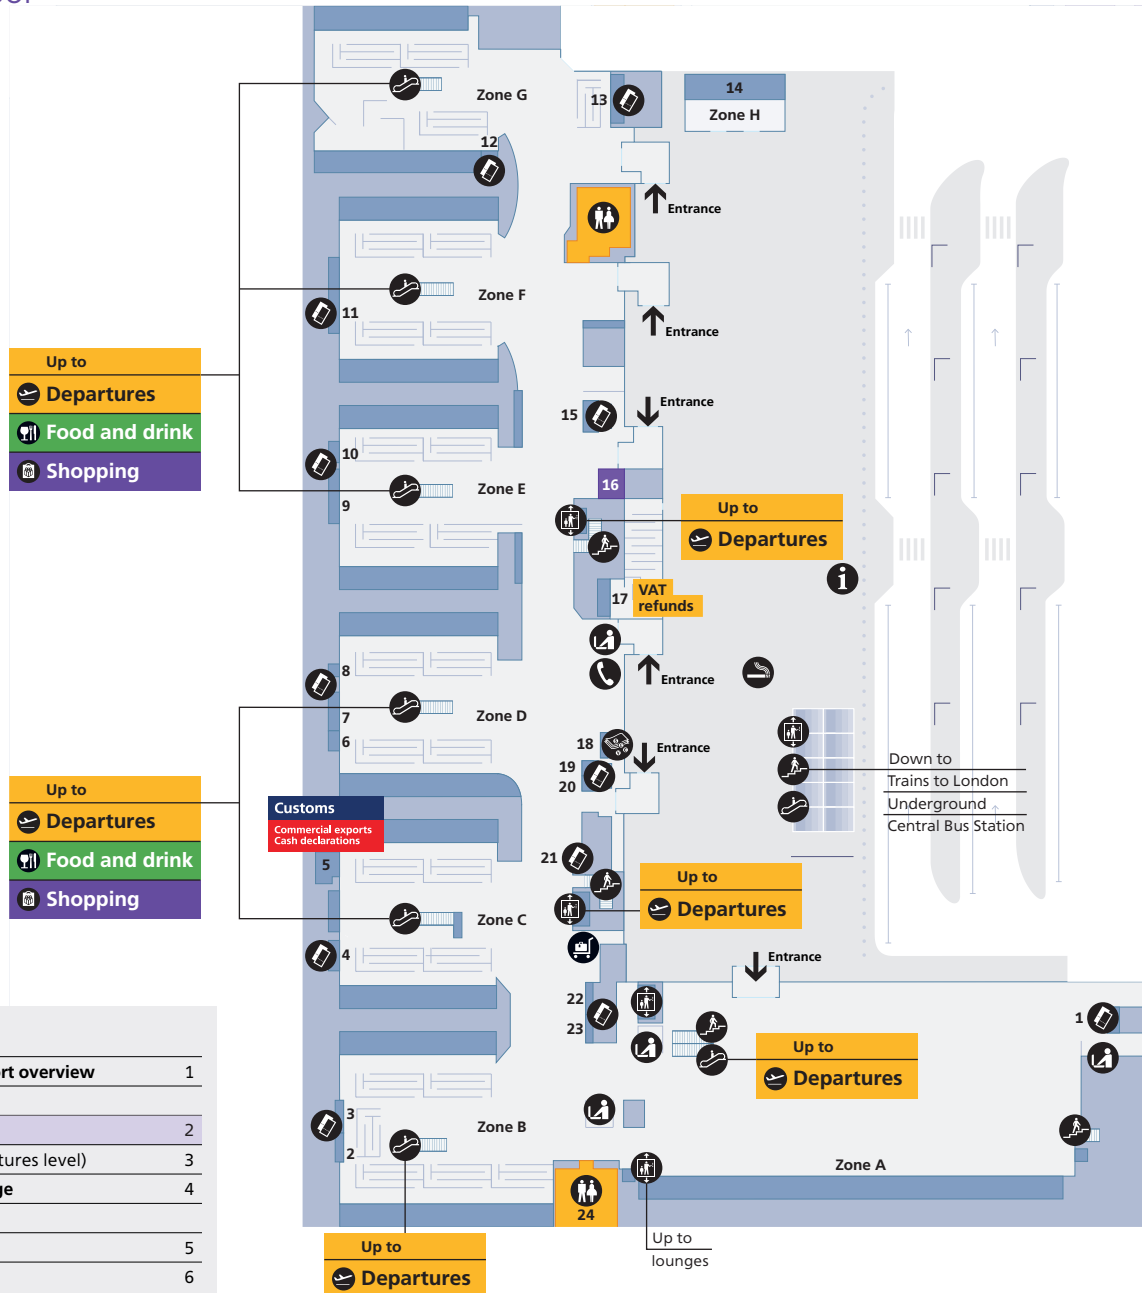 Zone G
13
14
Zone H
12
Entrance
Zone F
11
Entrance
Up to
Departures
Food and drink
Shopping
15
Entrance
10
Zone E
9
16
Up to
Departures
17
VAT
refunds
Entrance
8
7
6
Zone D
18
Entrance
19
20
Down to
Trains to London
Underground
Central Bus Station
Up to
Departures
Food and drink
Shopping
Customs
Commercial exports
Cash declarations
5
21
Up to
Departures
Zone C
4
Entrance
22
23
1
Up to
Departures
3
2
Zone B
Zone A
24
Up to
lounges
Up to
Departures
overview 1
2
level) 3
4
5
6